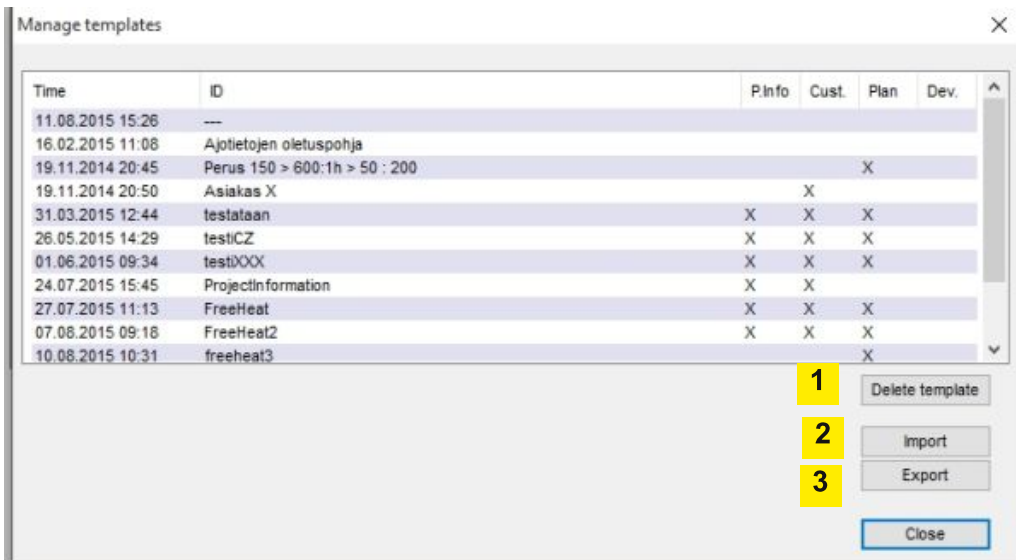 Manage templates
Time ID P.Info Cust. Plan Dev.
11.08.2015 15:26 ---
16.02.2015 11:08 Ajotietojen oletuspohja
19.11.2014 20:45 Perus 150 > 600:1h > 50 : 200 X
19.11.2014 20:50 Asiakas X X
31.03.2015 12:44 testataan X X X
26.05.2015 14:29 testiCZ X X X
01.06.2015 09:34 testiXXX X X X
24.07.2015 15:45 ProjectInformation X X
27.07.2015 11:13 FreeHeat X X X
07.08.2015 09:18 FreeHeat2 X X X
10.08.2015 10:31 freeheat3 X
1 Delete template
2 Import
3 Export
Close